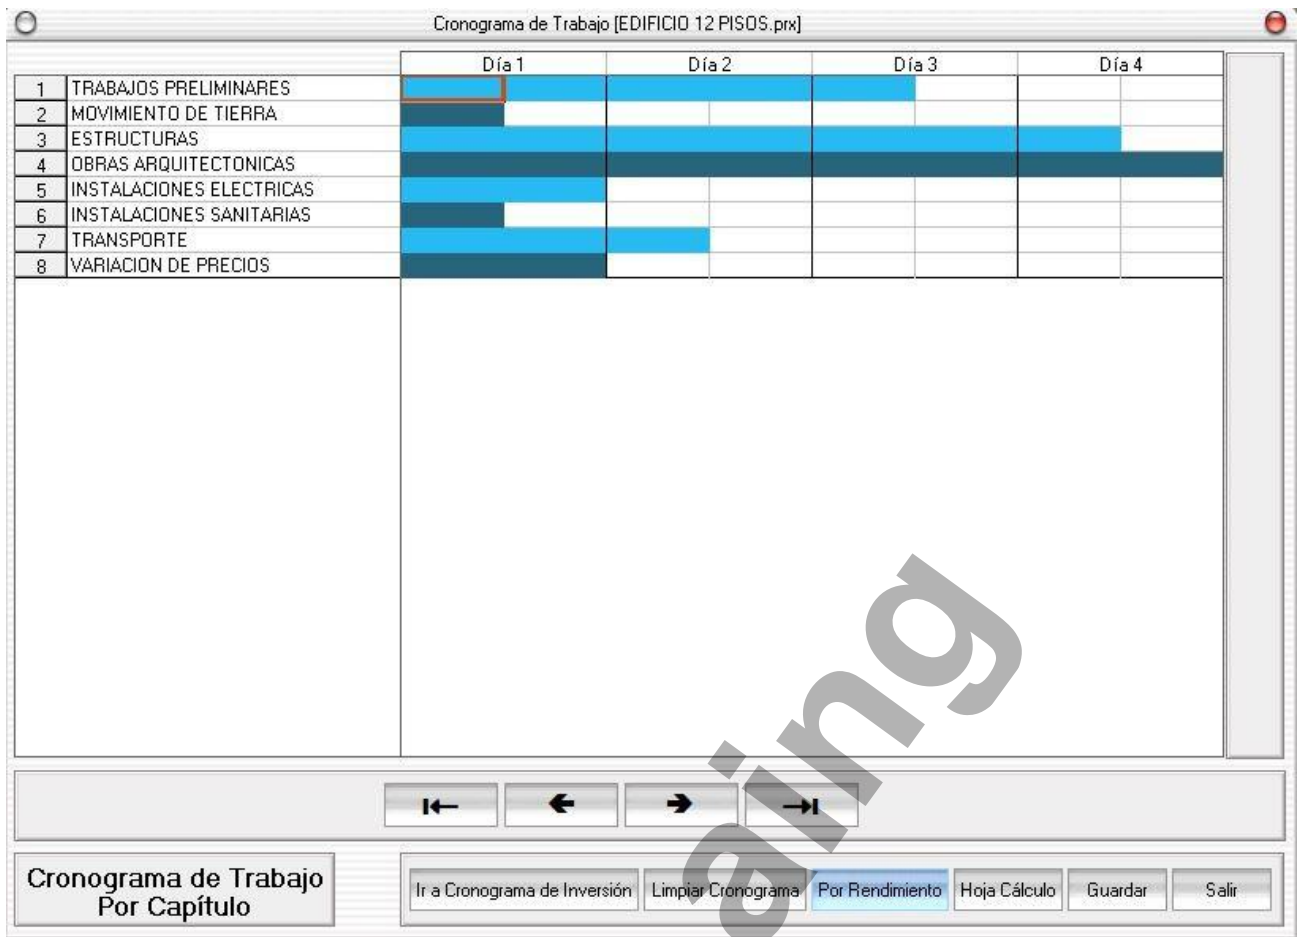 Cronograma de Trabajo [EDIFICIO 12 PISOS.prx]
Día 1 Día 2 Día 3 Día 4
1 TRABAJOS PRELIMINARES
2 MOVIMIENTO DE TIERRA
3 ESTRUCTURAS
4 OBRAS ARQUITECTONICAS
5 INSTALACIONES ELECTRICAS
6 INSTALACIONES SANITARIAS
7 TRANSPORTE
8 VARIACION DE PRECIOS
Cronograma de Trabajo
Por Capítulo
Ir a Cronograma de Inversión Limpiar Cronograma Por Rendimiento Hoja Cálculo Guardar Salir
aing